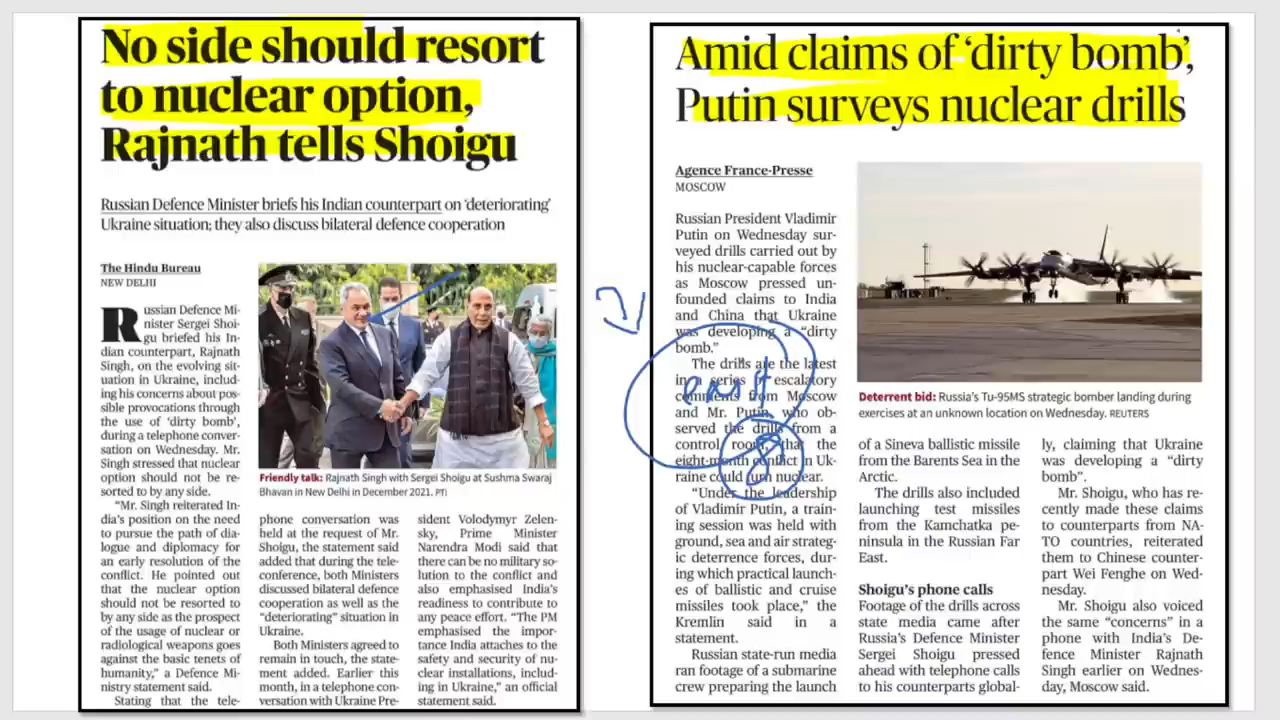 No side should resort
to nuclear option,
Rajnath tells Shoigu
Russian Defence Minister briefs his Indian counterpart on ‘deteriorating’
Ukraine situation; they also discuss bilateral defence cooperation
The Hindu Bureau
NEW DELHI
Russian Defence Mi-
nister Sergei Shoi-
gu briefed his In-
dian counterpart, Rajnath
Singh, on the evolving sit-
uation in Ukraine, includ-
ing his concerns about pos-
sible provocations through
the use of ‘dirty bomb’,
during a telephone conver-
sation on Wednesday. Mr.
Singh stressed that nuclear
option should not be re-
sorted to by any side.
“Mr. Singh reiterated In-
dia’s position on the need
to pursue the path of dia-
logue and diplomacy for
an early resolution of the
conflict. He pointed out
that the nuclear option
should not be resorted to
by any side as the prospect
of the usage of nuclear or
radiological weapons goes
against the basic tenets of
humanity,” a Defence Mi-
nistry statement said.
Stating that the tele-
Friendly talk: Rajnath Singh with Sergei Shoigu at Sushma Swaraj
Bhavan in New Delhi in December 2021. PTI
phone conversation was
held at the request of Mr.
Shoigu, the statement said
added that during the tele-
conference, both Ministers
discussed bilateral defence
cooperation as well as the
“deteriorating” situation in
Ukraine.
Both Ministers agreed to
remain in touch, the state-
ment added. Earlier this
month, in a telephone con-
versation with Ukraine Pre-
sident Volodymyr Zelen-
sky, Prime Minister
Narendra Modi said that
there can be no military so-
lution to the conflict and
also emphasised India’s
readiness to contribute to
any peace effort. “The PM
emphasised the impor-
tance India attaches to the
safety and security of nu-
clear installations, includ-
ing in Ukraine,” an official
statement said.
Amid claims of ‘dirty bomb’,
Putin surveys nuclear drills
Agence France-Presse
MOSCOW
Russian President Vladimir
Putin on Wednesday sur-
veyed drills carried out by
his nuclear-capable forces
as Moscow pressed un-
founded claims to India
and China that Ukraine
was developing a “dirty
bomb.”
The drills are the latest
in a series of escalatory
comments from Moscow
and Mr. Putin, who ob-
served the drills from a
control room, that the
eight-month conflict in Uk-
raine could turn nuclear.
“Under the leadership
of Vladimir Putin, a train-
ing session was held with
ground, sea and air strateg-
ic deterrence forces, dur-
ing which practical launch-
es of ballistic and cruise
missiles took place,” the
Kremlin said in a
statement.
Russian state-run media
ran footage of a submarine
crew preparing the launch
Deterrent bid: Russia’s Tu-95MS strategic bomber landing during
exercises at an unknown location on Wednesday. REUTERS
of a Sineva ballistic missile
from the Barents Sea in the
Arctic.
The drills also included
launching test missiles
from the Kamchatka pe-
ninsula in the Russian Far
East.
Shoigu’s phone calls
Footage of the drills across
state media came after
Russia’s Defence Minister
Sergei Shoigu pressed
ahead with telephone calls
to his counterparts global-
ly, claiming that Ukraine
was developing a “dirty
bomb”.
Mr. Shoigu, who has re-
cently made these claims
to counterparts from NA-
TO countries, reiterated
them to Chinese counter-
part Wei Fenghe on Wed-
nesday.
Mr. Shoigu also voiced
the same “concerns” in a
phone with India’s De-
fence Minister Rajnath
Singh earlier on Wednes-
day, Moscow said.